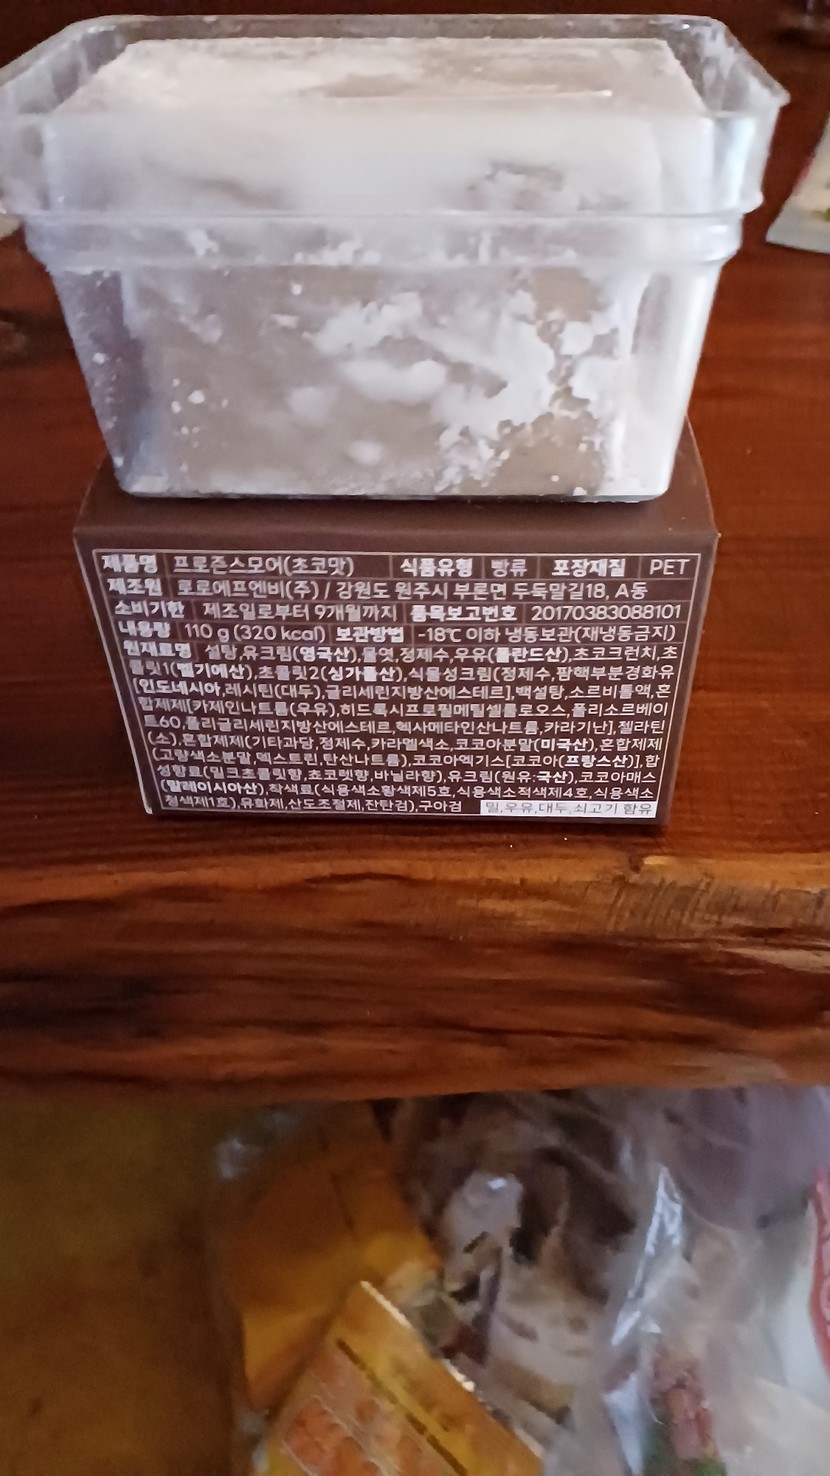 제품명 프로즌스모어(초코맛) 식품유형 빵류 포장재질 PET
제조원 로로에프엔비(주) / 강원도 원주시 부론면 두둑말길18, A동
소비기한 제조일로부터 9개월까지 품목보고번호 20170383088101
내용량 110 g (320 kcal) 보관방법 -18℃ 이하 냉동보관(재냉동금지)
원재료명 설탕,유크림(영국산),물엿,정제수,우유(폴란드산),초코크런치,초
콜릿1(벨기에산),초콜릿2(싱가폴산),식물성크림(정제수,팜핵부분경화유
[인도네시아,레시틴(대두),글리세린지방산에스테르],백설탕,소르비톨액,혼
합제제[카제인나트륨(우유),히드록시프로필메틸셀룰로오스,폴리소르베이
트60,폴리글리세린지방산에스테르,헥사메타인산나트륨,카라기난],젤라틴
(소),혼합제제(기타과당,정제수,카라멜색소,코코아분말(미국산),혼합제제
(고량색소분말,덱스트린,탄산나트륨),코코아엑기스[코코아(프랑스산)],합
성향료(밀크초콜릿향,쵸코렛향,바닐라향),유크림(원유:국산),코코아매스
(말레이시아산),착색료(식용색소황색제5호,식용색소적색제4호,식용색소
청색제1호),유화제,산도조절제,잔탄검),구아검 밀,우유,대두,쇠고기 함유